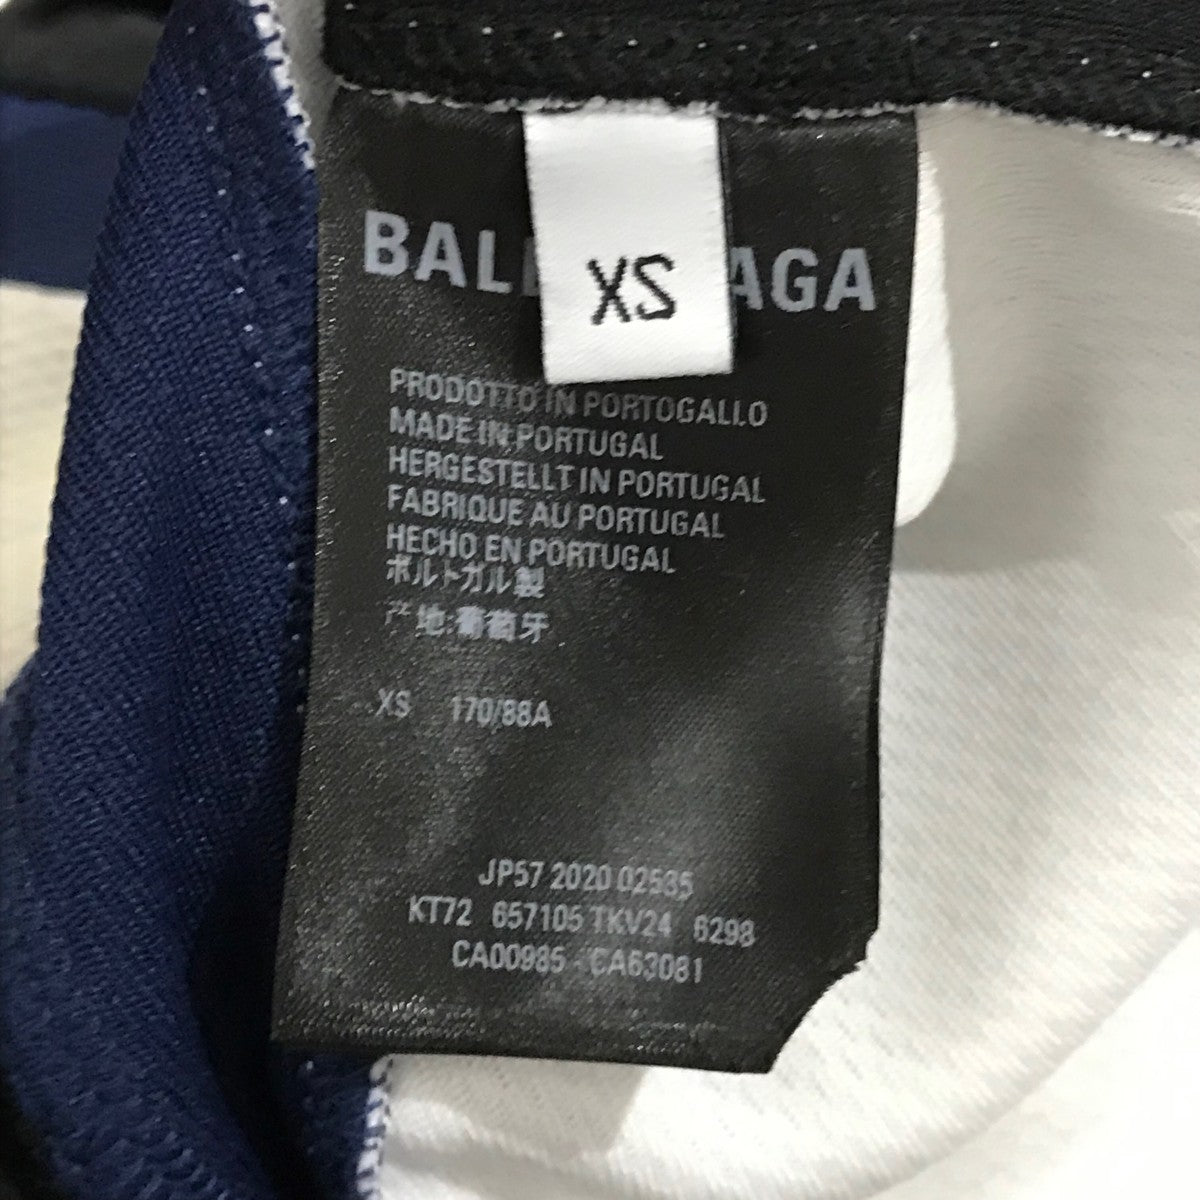 BAL AGA
XS
PRODOTTO IN PORTOGALLO
MADE IN PORTUGAL
HERGESTELLT IN PORTUGAL
FABRIQUE AU PORTUGAL
HECHO EN PORTUGAL
ポルトガル製
产地:葡萄牙
XS 170/88A
JP57 2020 02535
KT72 657105 TKV24 6298
CA00985 - CA63081